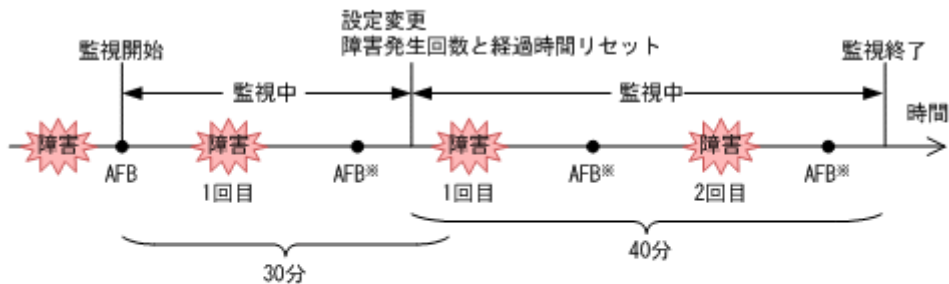 設定変更
障害発生回数と経過時間リセット
監視開始
監視終了
監視中
監視中
時間
障害
障害
障害
障害
AFB
1回目
AFB※
1回目
AFB※
2回目
AFB※
30分
40分